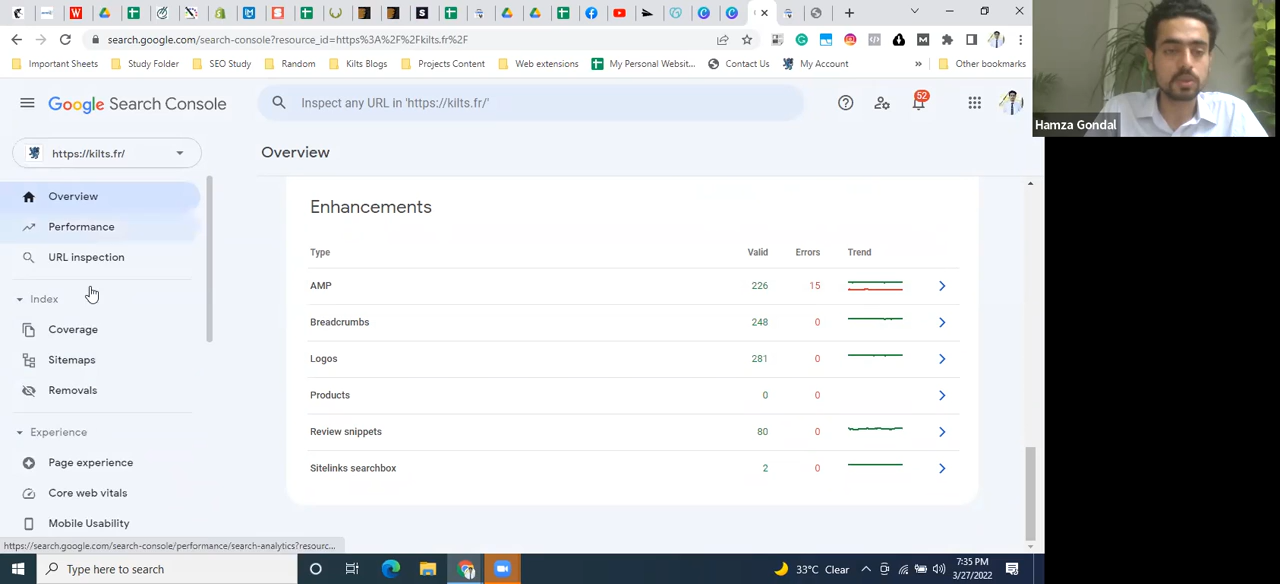 search.google.com/search-console?resource_id=https%3A%2F%2Fkilts.fr%2F
Important Sheets
Study Folder
SEO Study
Random
Kilts Blogs
Projects Content
Web extensions
My Personal Websit...
Contact Us
My Account
»
Other bookmarks
Google Search Console
Inspect any URL in 'https://kilts.fr/'
52
Hamza Gondal
https://kilts.fr/
Overview
Overview
Performance
URL inspection
Index
Coverage
Sitemaps
Removals
Experience
Page experience
Core web vitals
Mobile Usability
Enhancements
Type Valid Errors Trend
AMP 226 15
Breadcrumbs 248 0
Logos 281 0
Products 0 0
Review snippets 80 0
Sitelinks searchbox 2 0
https://search.google.com/search-console/performance/search-analytics?resourc...
Type here to search
33°C Clear
7:35 PM
3/27/2022